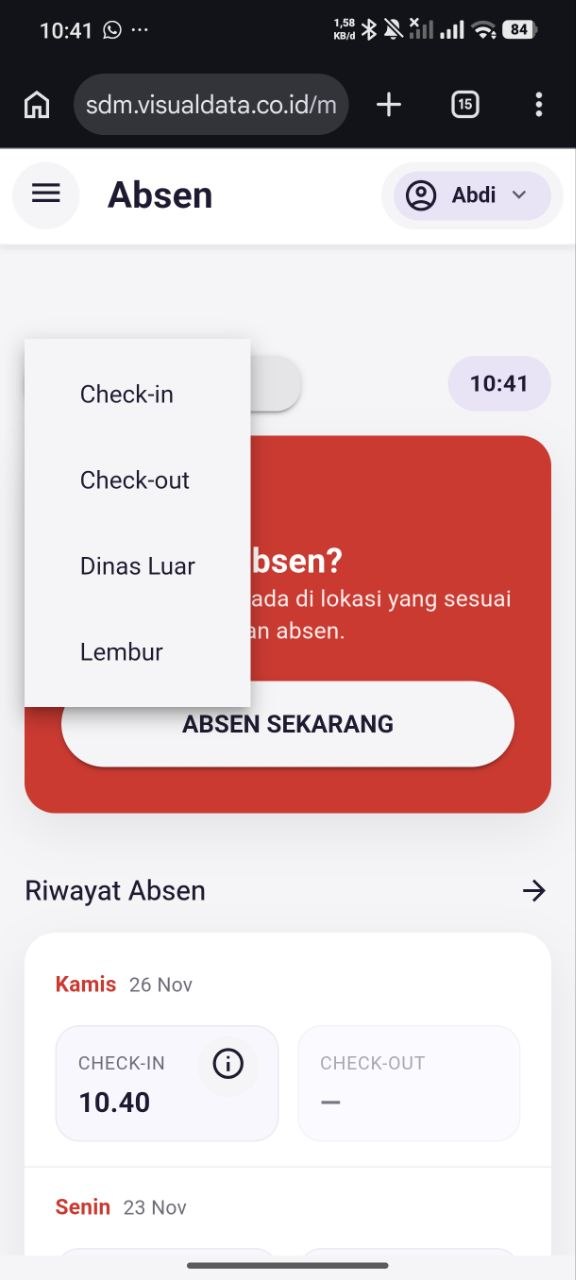 10:41
1,58
KB/d
84
sdm.visualdata.co.id/m
15
Absen
Abdi
Check-in
10:41
Check-out
Dinas Luar
Lembur
bsen?
ada di lokasi yang sesuai
an absen.
ABSEN SEKARANG
Riwayat Absen
Kamis 26 Nov
CHECK-IN
CHECK-OUT
10.40
–
Senin 23 Nov